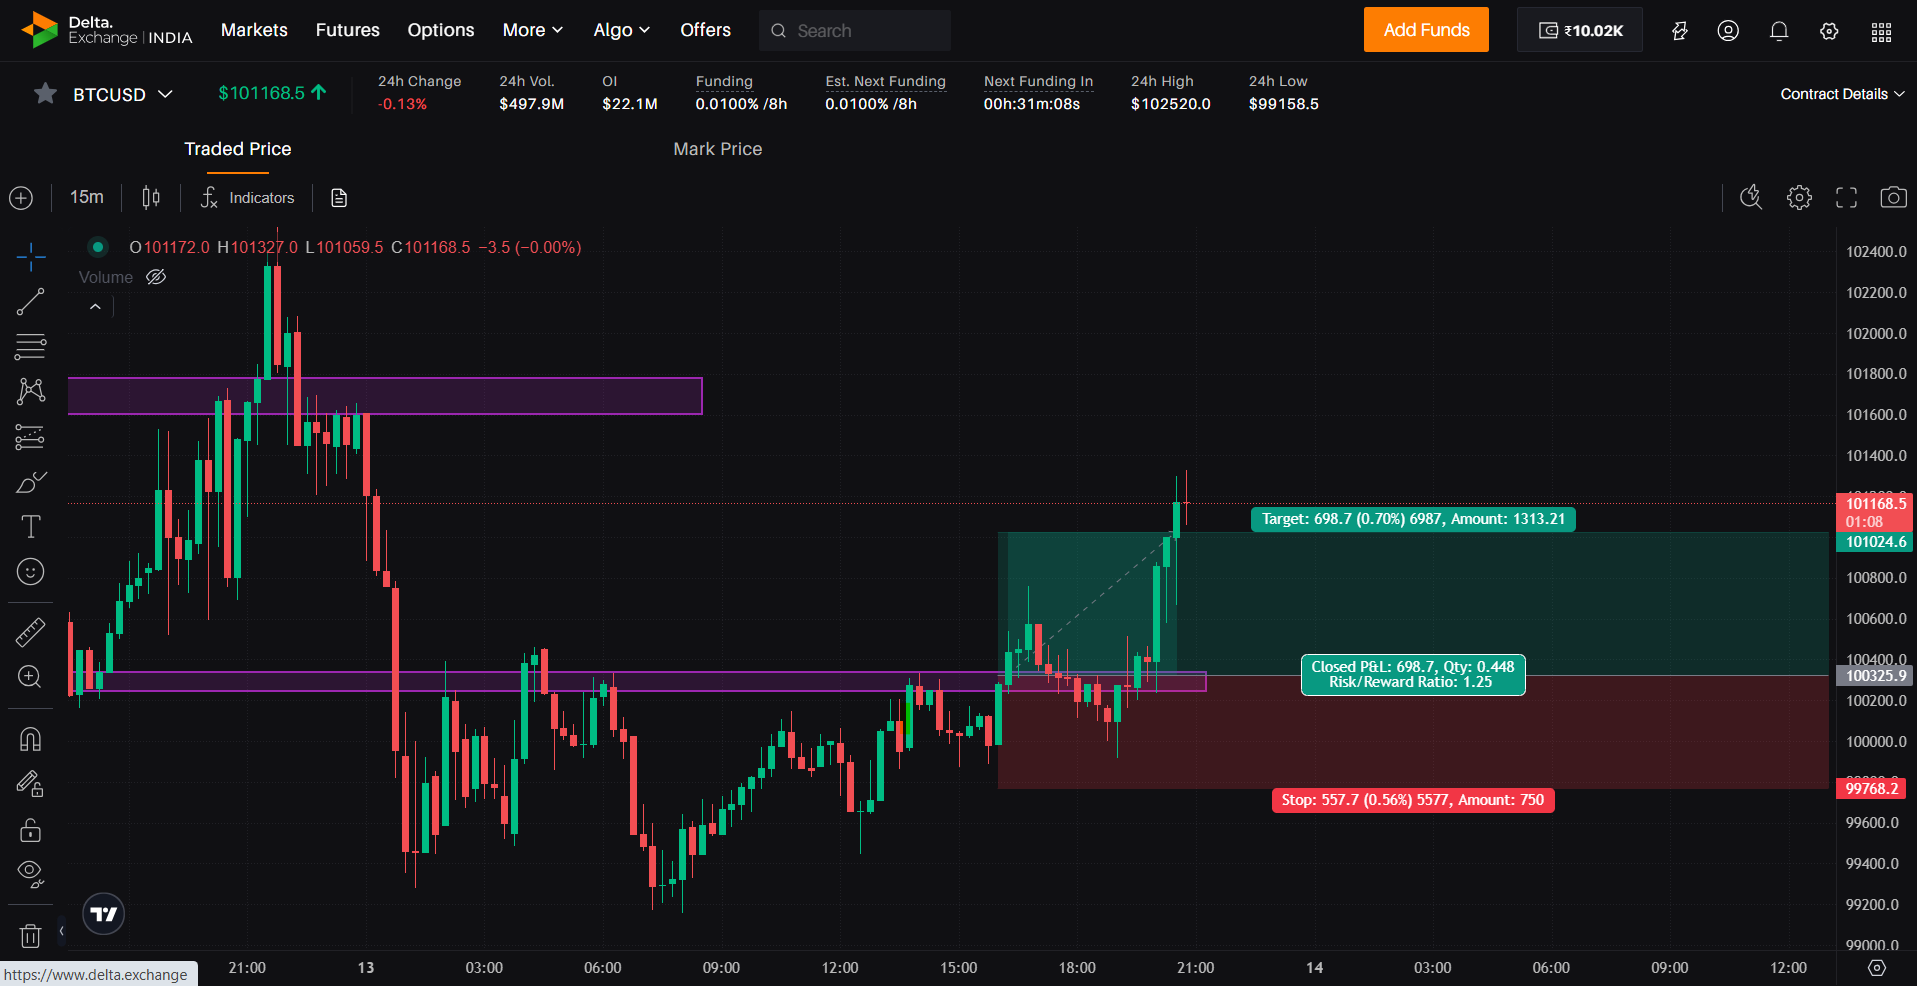 Delta.
Exchange | INDIA
Markets
Futures
Options
More
Algo
Offers
Search
Add Funds
₹10.02K
BTCUSD
$101168.5
24h Change
-0.13%
24h Vol.
$497.9M
OI
$22.1M
Funding
0.0100% /8h
Est. Next Funding
0.0100% /8h
Next Funding In
00h:31m:08s
24h High
$102520.0
24h Low
$99158.5
Contract Details
Traded Price
Mark Price
15m
Indicators
O101172.0 H101327.0 L101059.5 C101168.5 −3.5 (−0.00%)
Volume
102400.0
102200.0
102000.0
101800.0
101600.0
101400.0
101168.5
01:08
101024.6
100800.0
100600.0
100400.0
100325.9
100200.0
100000.0
99768.2
99600.0
99400.0
99200.0
99000.0
Target: 698.7 (0.70%) 6987, Amount: 1313.21
Closed P&L: 698.7, Qty: 0.448
Risk/Reward Ratio: 1.25
Stop: 557.7 (0.56%) 5577, Amount: 750
21:00
13
03:00
06:00
09:00
12:00
15:00
18:00
21:00
14
03:00
06:00
09:00
12:00
https://www.delta.exchange